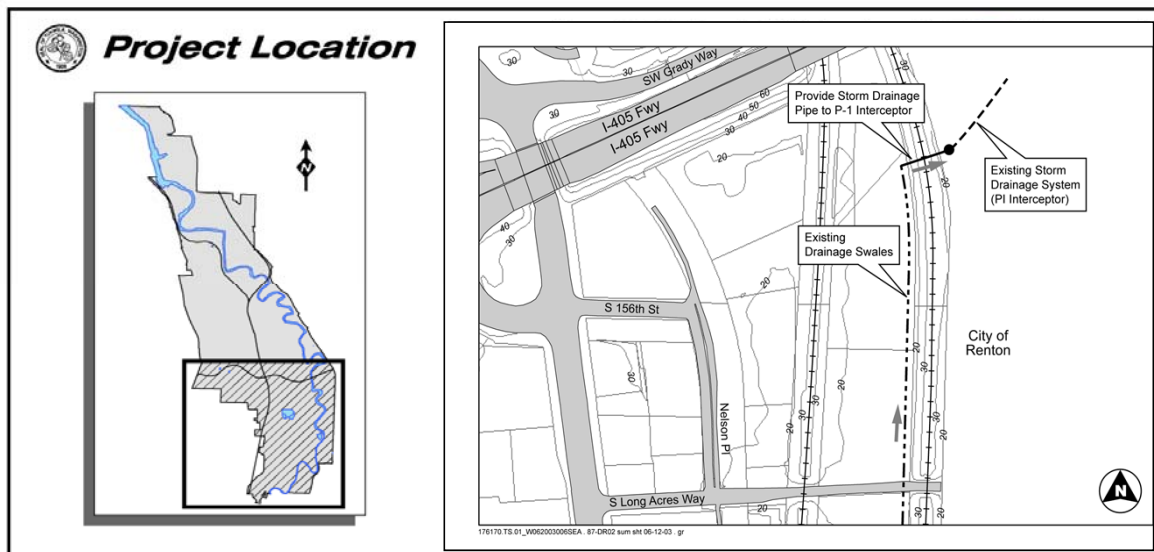 Project Location
N
SW Grady Way
I-405 Fwy
I-405 Fwy
Provide Storm Drainage
Pipe to P-1 Interceptor
Existing Storm
Drainage System
(PI Interceptor)
Existing
Drainage Swales
S 156th St
City of
Renton
Nelson Pl
S Long Acres Way
N
30
30
30
30
60
50
40
30
20
20
40
30
20
20
20
30
30
30
20
20
30
30
20
30
20
20
176170.TS.01_W062003006SEA . 87-DR02 sum sht 06-12-03 . gr